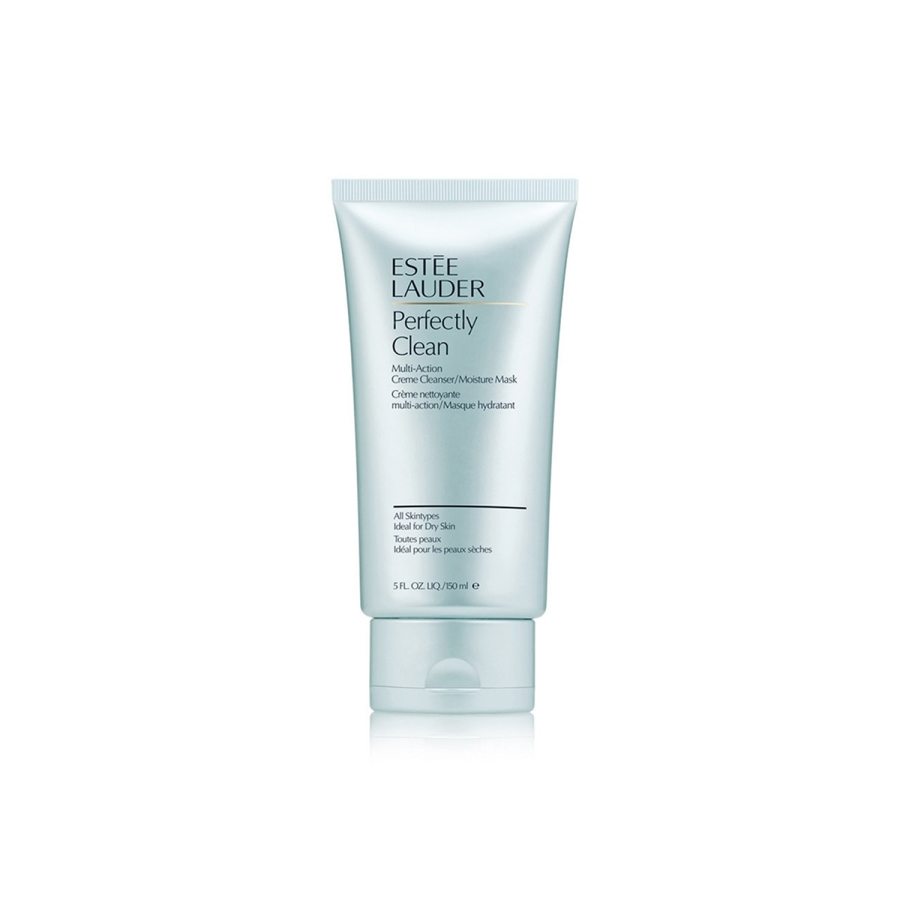 ESTĒE
LAUDER
Perfectly
Clean
Multi-Action
Creme Cleanser/Moisture Mask
Crème nettoyante
multi-action/Masque hydratant
All Skintypes
Ideal for Dry Skin
Toutes peaux
Idéal pour les peaux sèches
5 FL. OZ. LIQ./150 ml ℮